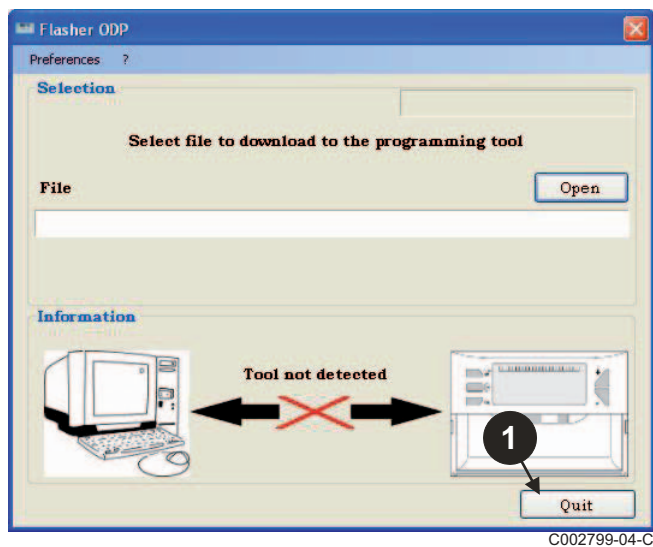 Flasher ODP
Preferences ?
Selection
Select file to download to the programming tool
File
Open
Information
Tool not detected
1
Quit
C002799-04-C